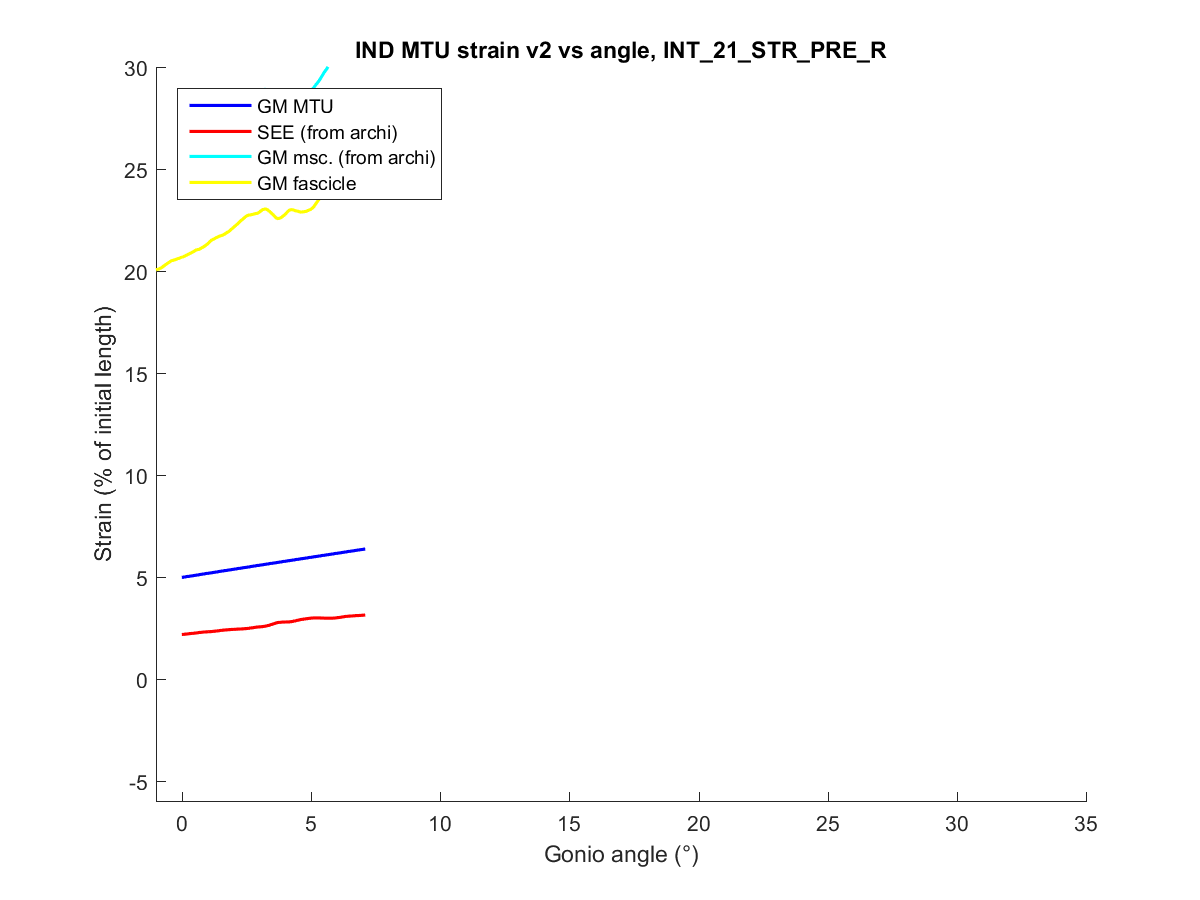 IND MTU strain v2 vs angle, INT_21_STR_PRE_R
30
25
20
15
10
5
0
-5
Strain (% of initial length)
GM MTU
SEE (from archi)
GM msc. (from archi)
GM fascicle
0 5 10 15 20 25 30 35
Gonio angle (°)